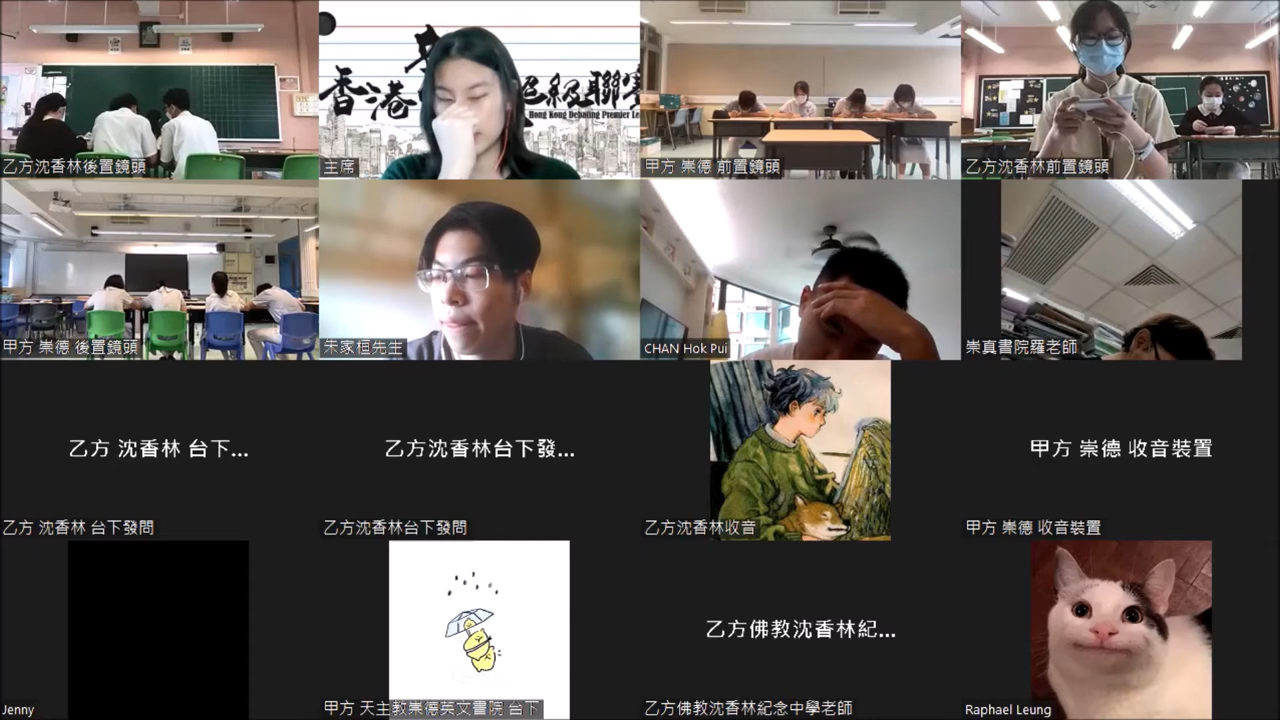 乙方沈香林後置鏡頭
香港
超級聯賽
Hong Kong Debating Premier Le
主席
甲方 崇德 前置鏡頭
乙方沈香林前置鏡頭
甲方 崇德 後置鏡頭
朱家桓先生
CHAN Hok Pui
崇真書院羅老師
乙方 沈香林 台下...
乙方 沈香林 台下發問
乙方沈香林台下發...
乙方沈香林台下發問
乙方沈香林收音
甲方 崇德 收音裝置
甲方 崇德 收音裝置
Jenny
甲方 天主教崇德英文書院 台下
乙方佛教沈香林紀...
乙方佛教沈香林紀念中學老師
Raphael Leung